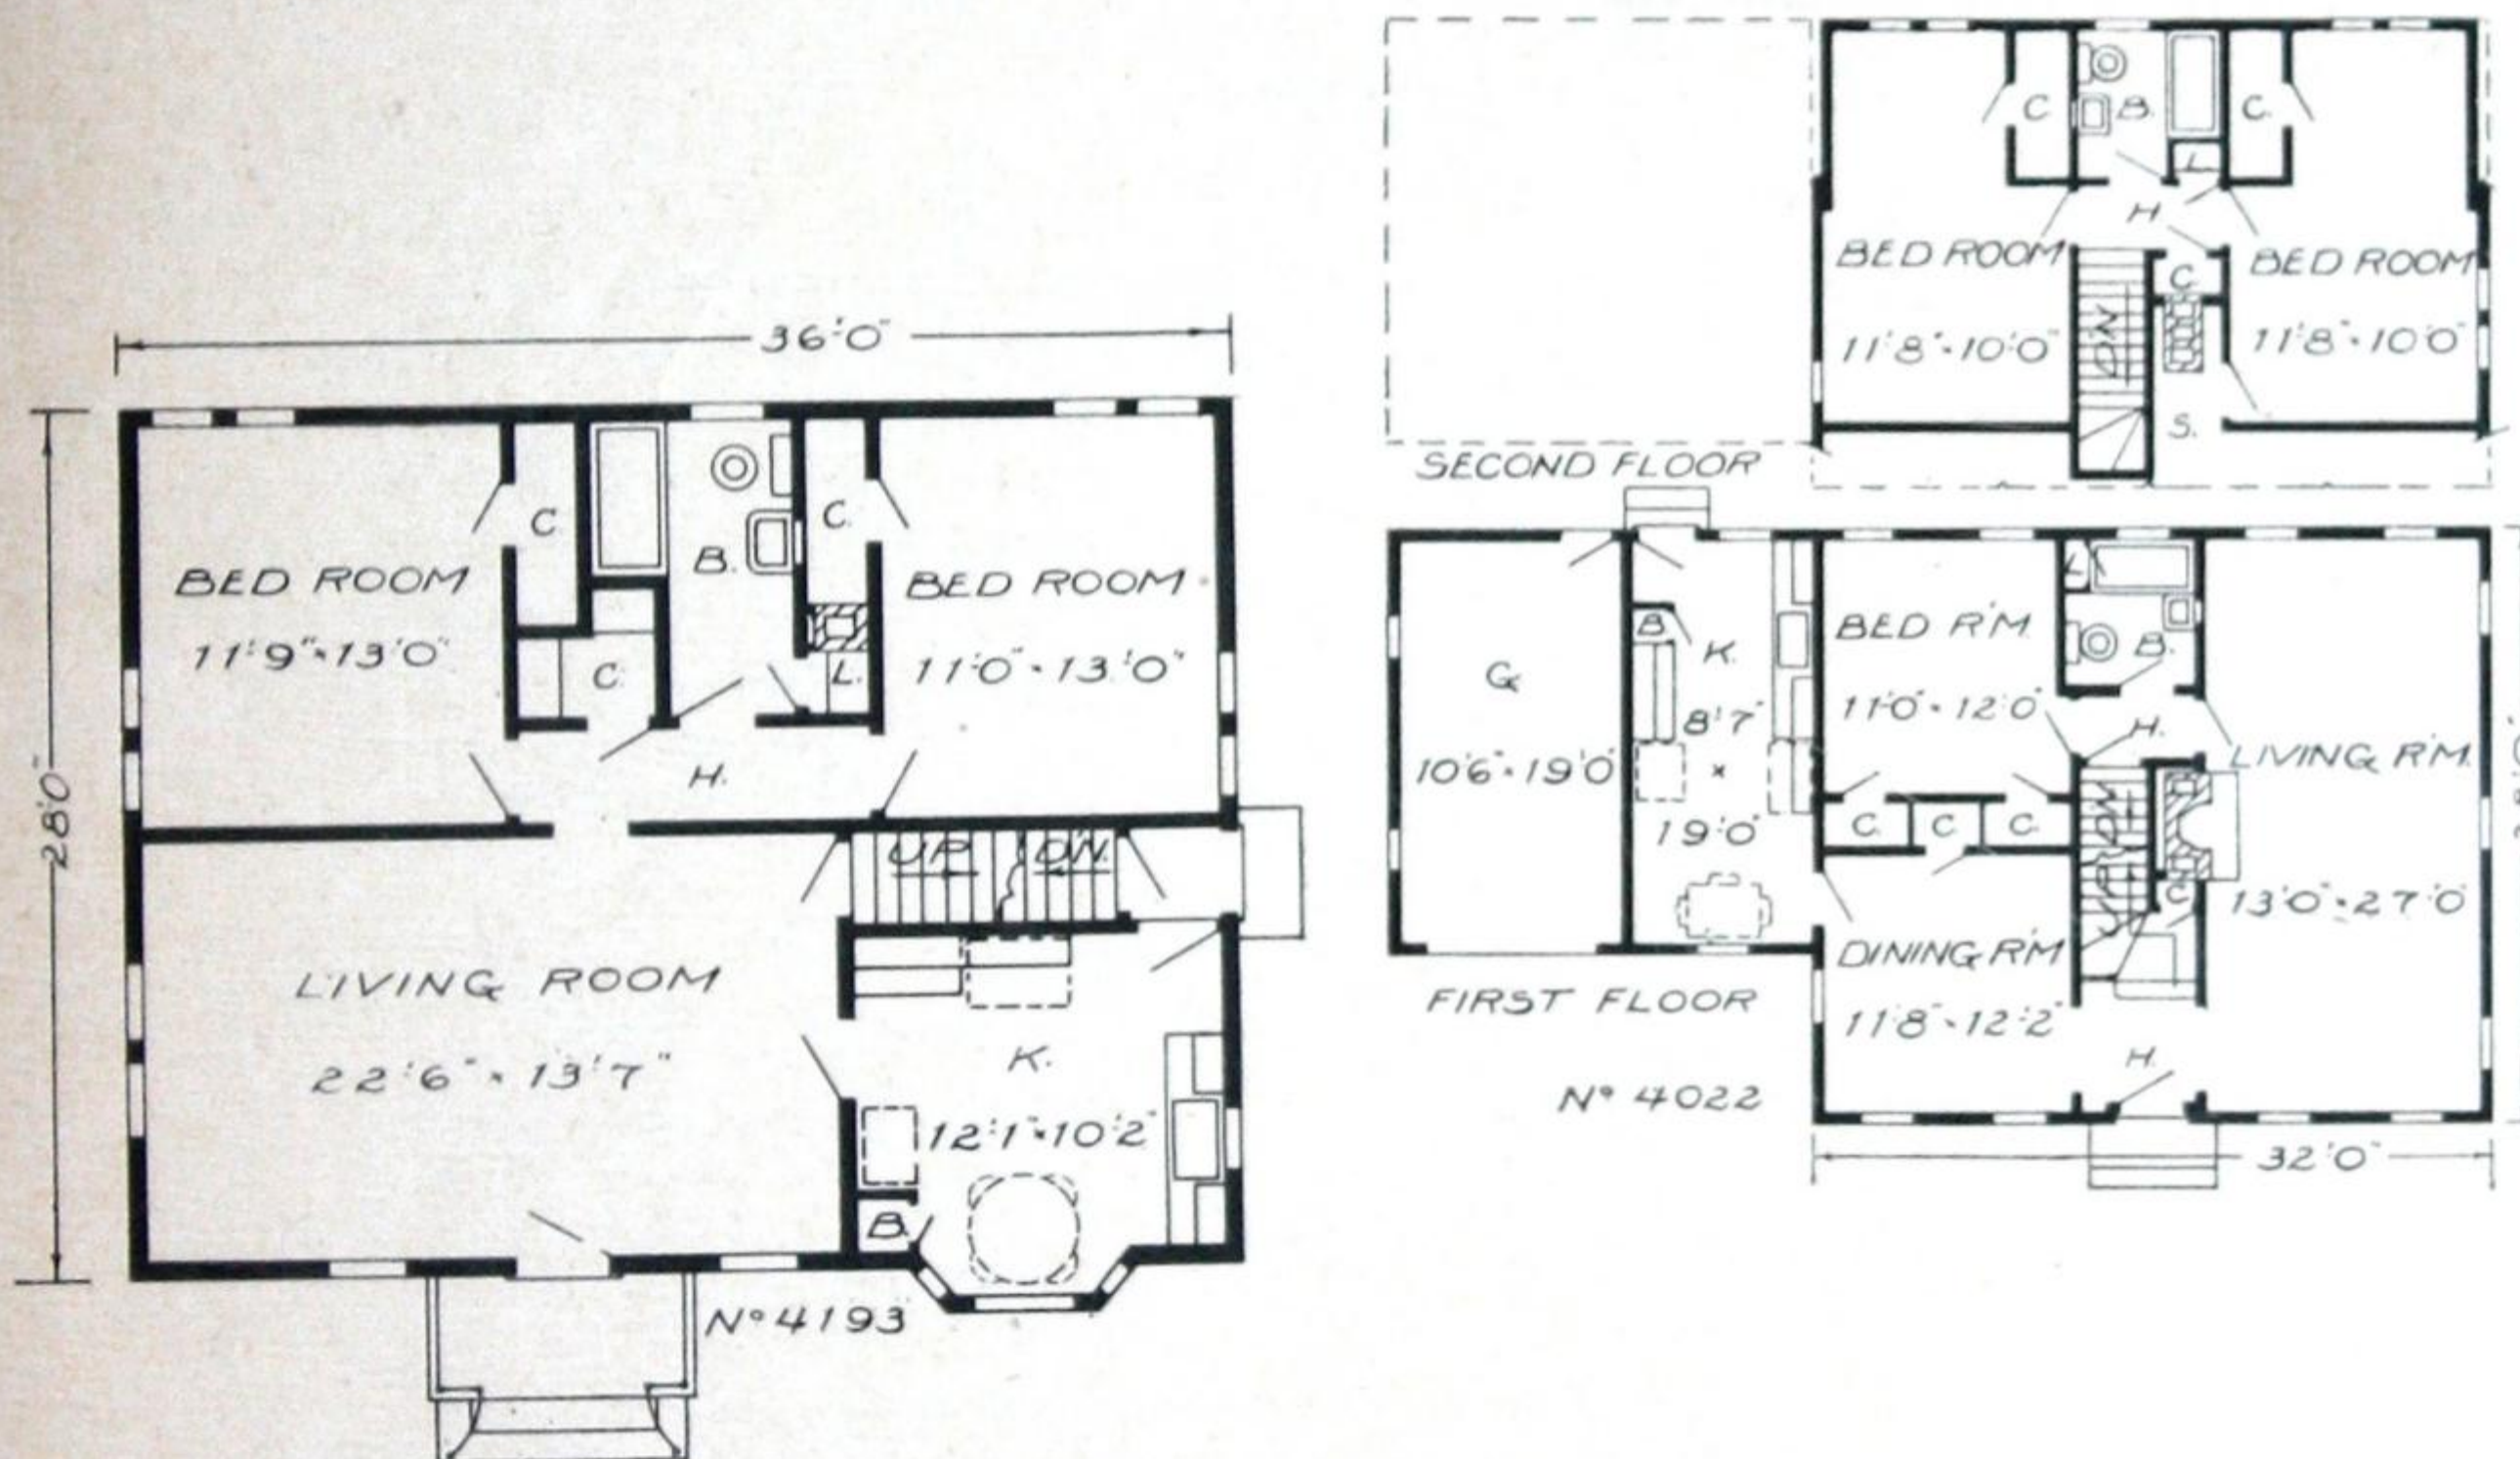 36'-0"
28'-0"
C
B.
C.
BED ROOM
11'-9" × 13'-0"
BED ROOM
11'-0" × 13'-0"
C.
L.
H.
UP
DN.
LIVING ROOM
22'-6" × 13'-7"
K.
12'-1" × 10'-2"
B.
Nº 4193
C
B.
C.
L.
H
BED ROOM
11'-8" × 10'-0"
DN
C
BED ROOM
11'-8" × 10'-0"
S.
SECOND FLOOR
G
10'-6" × 19'-0"
B.
K.
8'-7"
×
19'-0"
BED R'M.
11'-0" × 12'-0"
L
B.
H.
LIVING R'M.
13'-0" × 27'-0"
C.
C.
C.
DN
UP
C
DINING R'M
11'-8" × 12'-2"
H.
FIRST FLOOR
Nº 4022
32'-0"